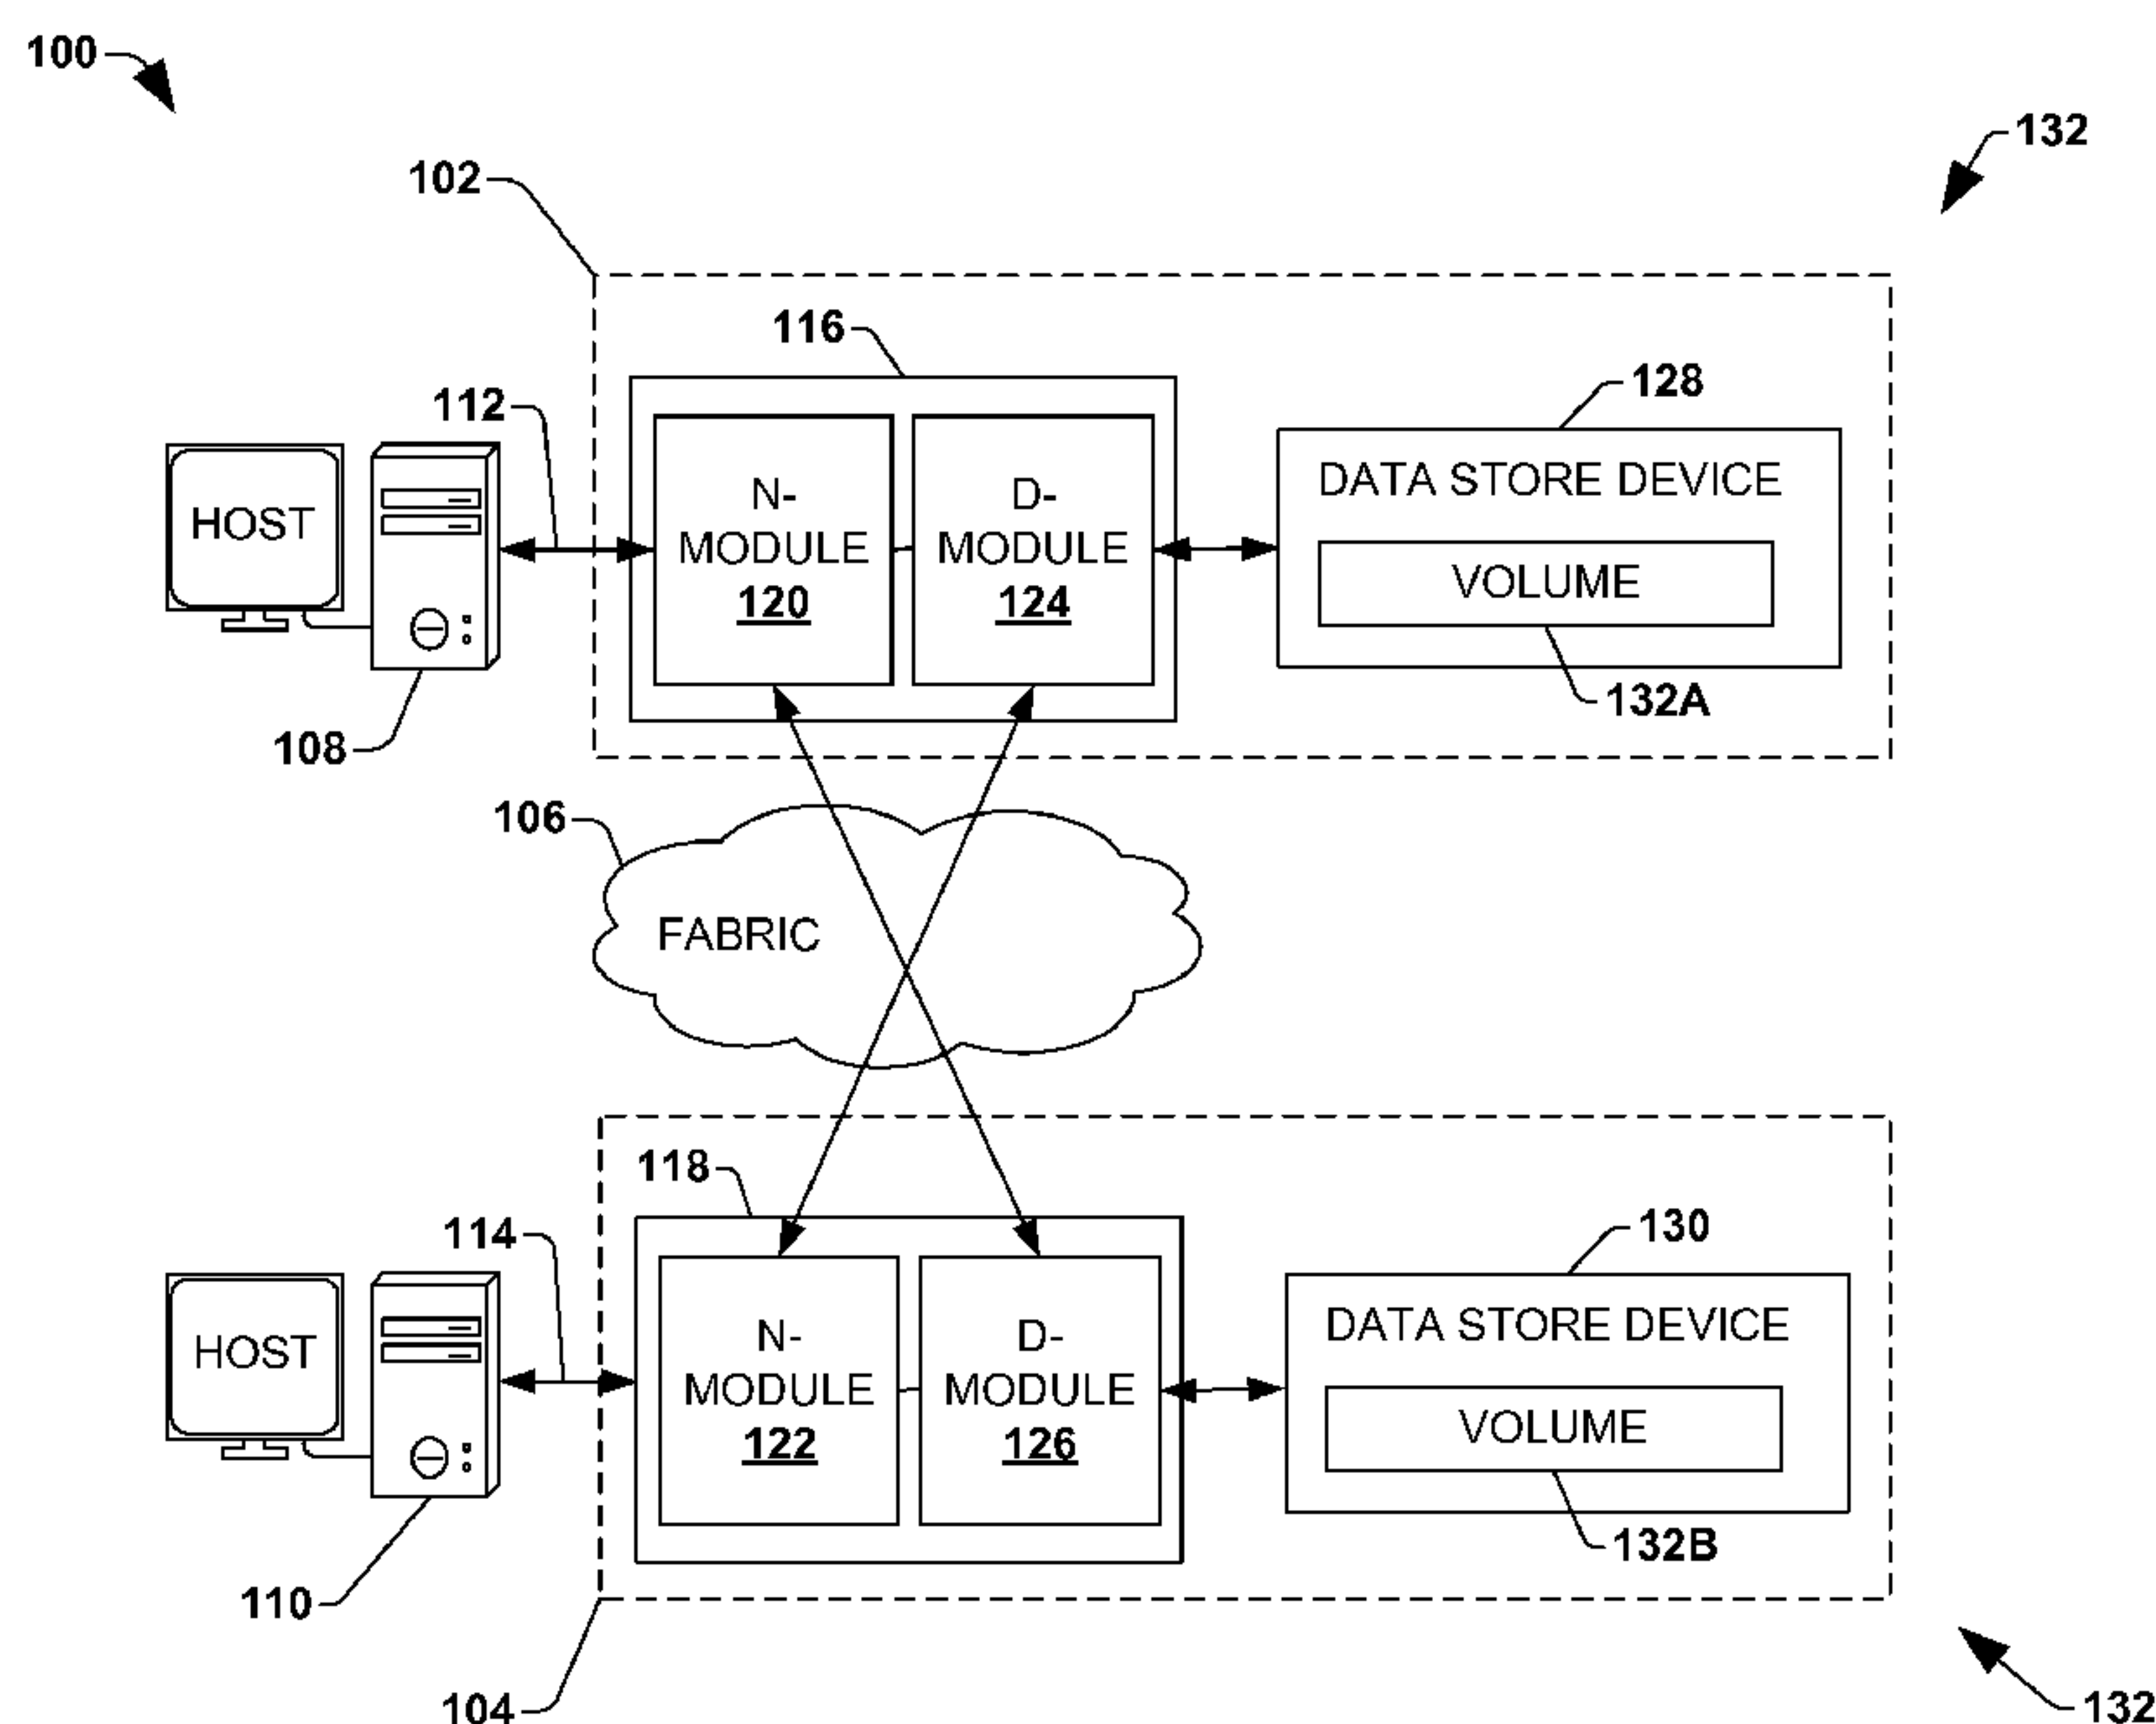 100
132
102
116
128
112
HOST
N-
MODULE
120
D-
MODULE
124
DATA STORE DEVICE
VOLUME
132A
108
106
FABRIC
118
130
114
HOST
N-
MODULE
122
D-
MODULE
126
DATA STORE DEVICE
VOLUME
132B
110
104
132